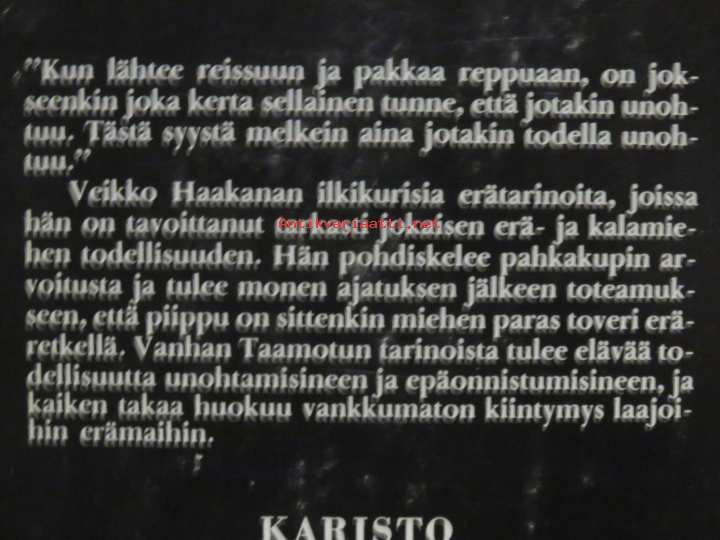 ”Kun lähtee reissuun ja pakkaa reppuaan, on jok-
seenkin joka kerta sellainen tunne, että jotakin unoh-
tuu. Tästä syystä melkein aina jotakin todella unoh-
tuu.”
Veikko Haakanan ilkikurisia erätarinoita, joissa
hän on tavoittanut tarkasti jokaisen erä- ja kalamie-
Antikvariaatti.net
hen todellisuuden. Hän pohdiskelee pahkakupin ar-
voitusta ja tulee monen ajatuksen jälkeen toteamuk-
seen, että piippu on sittenkin miehen paras toveri erä-
retkellä. Vanhan Taamotun tarinoista tulee elävää to-
dellisuutta unohtamisineen ja epäonnistumisineen, ja
kaiken takaa huokuu vankkumaton kiintymys laajoi-
hin erämaihin.
KARISTO